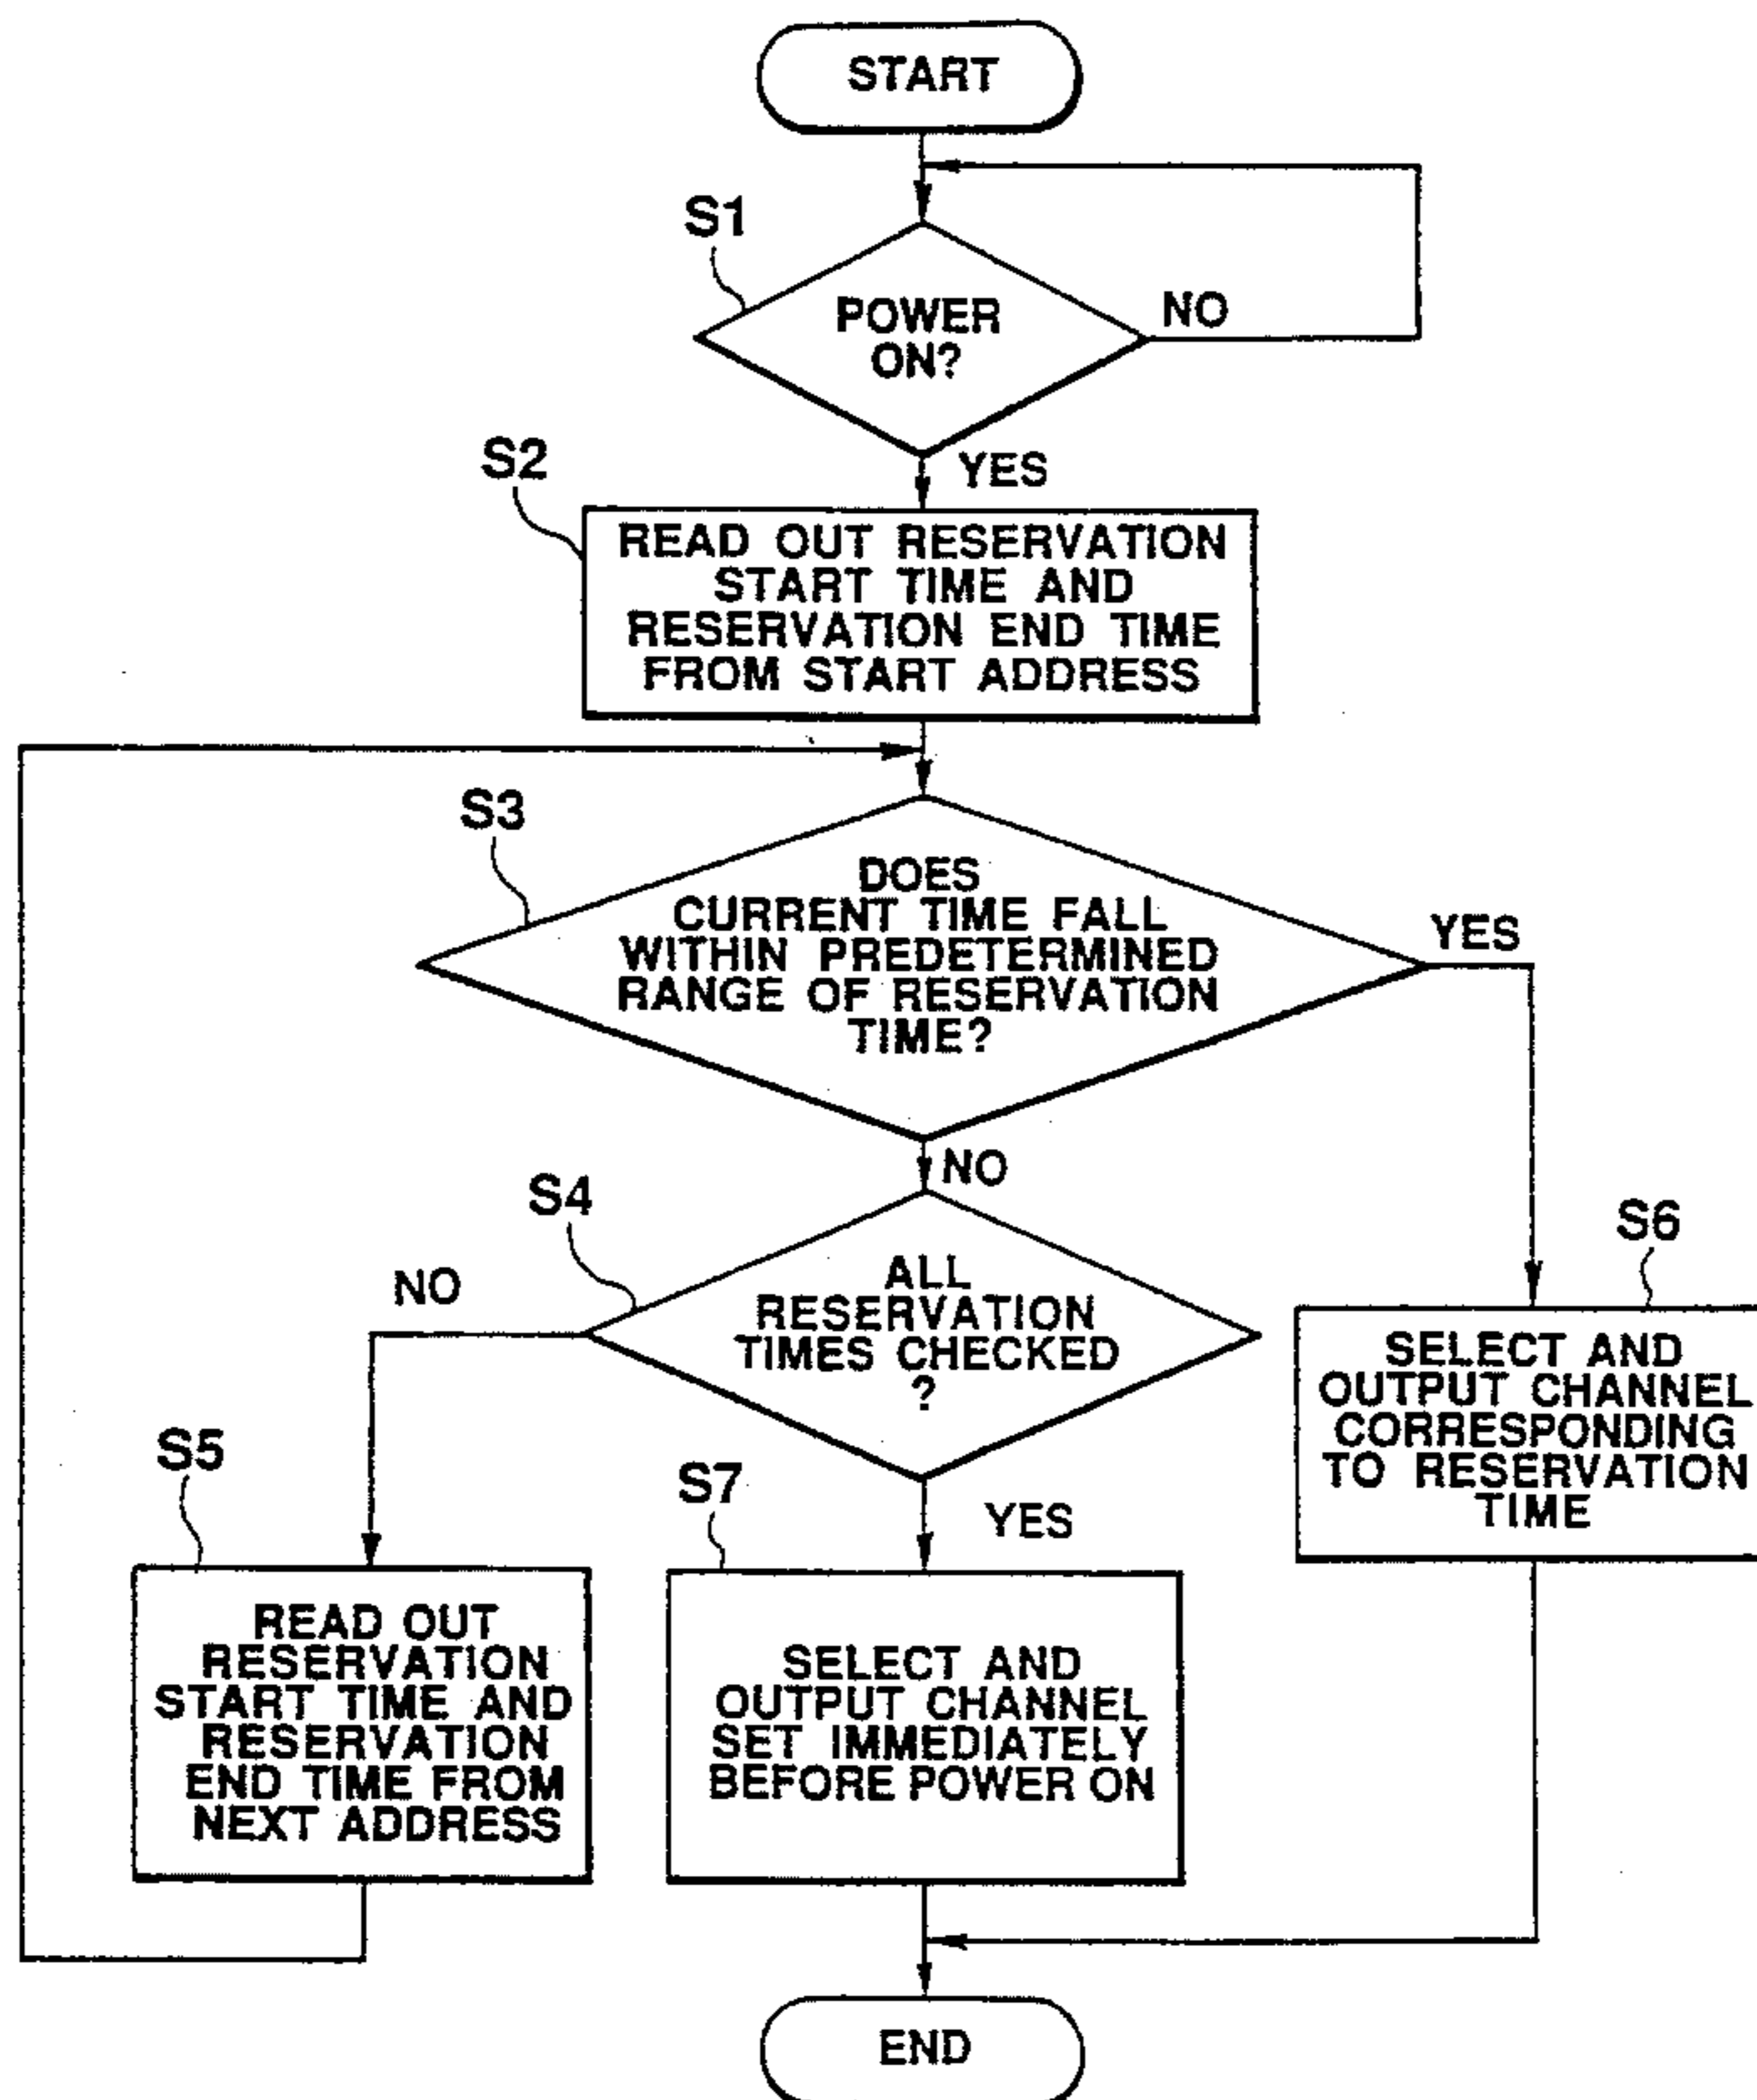 START
S1
POWER
ON?
NO
YES
S2
READ OUT RESERVATION
START TIME AND
RESERVATION END TIME
FROM START ADDRESS
S3
DOES
CURRENT TIME FALL
WITHIN PREDETERMINED
RANGE OF RESERVATION
TIME?
YES
NO
S4
ALL
RESERVATION
TIMES CHECKED
?
NO
YES
S6
SELECT AND
OUTPUT CHANNEL
CORRESPONDING
TO RESERVATION
TIME
S5
READ OUT
RESERVATION
START TIME AND
RESERVATION
END TIME FROM
NEXT ADDRESS
S7
SELECT AND
OUTPUT CHANNEL
SET IMMEDIATELY
BEFORE POWER ON
END